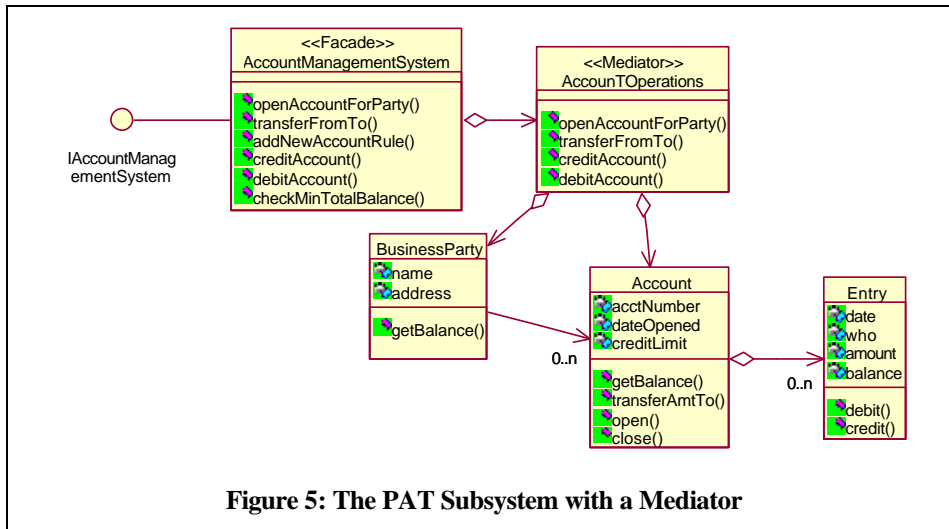 <<Facade>>
AccountManagementSystem
openAccountForParty()
transferFromTo()
addNewAccountRule()
creditAccount()
debitAccount()
checkMinTotalBalance()
IAccountManag
ementSystem
<<Mediator>>
AccounTOperations
openAccountForParty()
transferFromTo()
creditAccount()
debitAccount()
BusinessParty
name
address
getBalance()
0..n
Account
acctNumber
dateOpened
creditLimit
getBalance()
transferAmtTo()
open()
close()
0..n
Entry
date
who
amount
balance
debit()
credit()
Figure 5: The PAT Subsystem with a Mediator